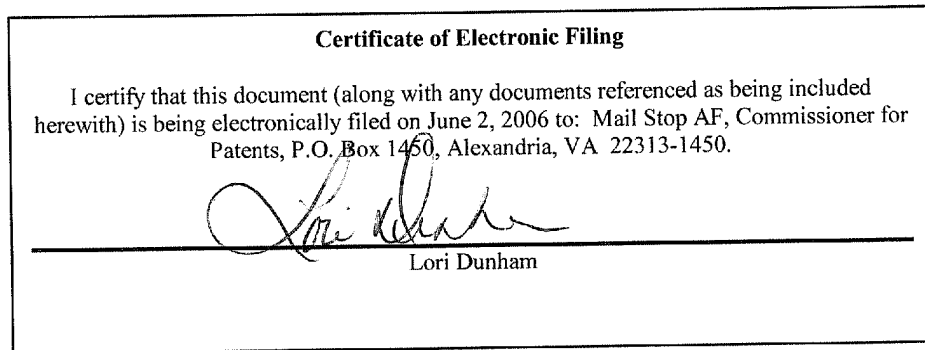 Certificate of Electronic Filing
I certify that this document (along with any documents referenced as being included
herewith) is being electronically filed on June 2, 2006 to:  Mail Stop AF, Commissioner for
Patents, P.O. Box 1450, Alexandria, VA  22313-1450.
Lori Dunham
Lori Dunham